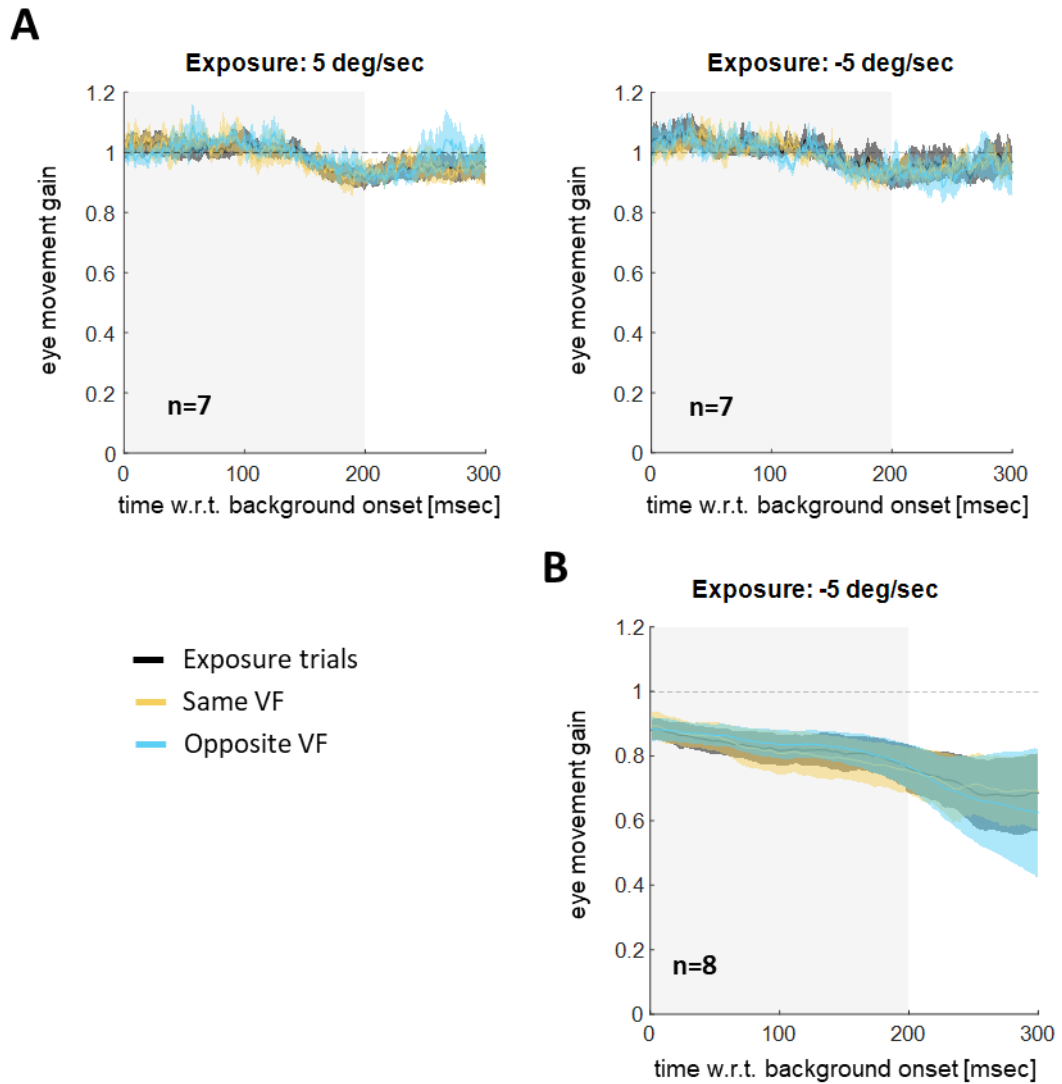 A
Exposure: 5 deg/sec
1.2
1
0.8
0.6
0.4
0.2
0
eye movement gain
n=7
0
100
200
300
time w.r.t. background onset [msec]
Exposure: -5 deg/sec
1.2
1
0.8
0.6
0.4
0.2
0
eye movement gain
n=7
0
100
200
300
time w.r.t. background onset [msec]
Exposure trials
Same VF
Opposite VF
B
Exposure: -5 deg/sec
1.2
1
0.8
0.6
0.4
0.2
0
eye movement gain
n=8
0
100
200
300
time w.r.t. background onset [msec]